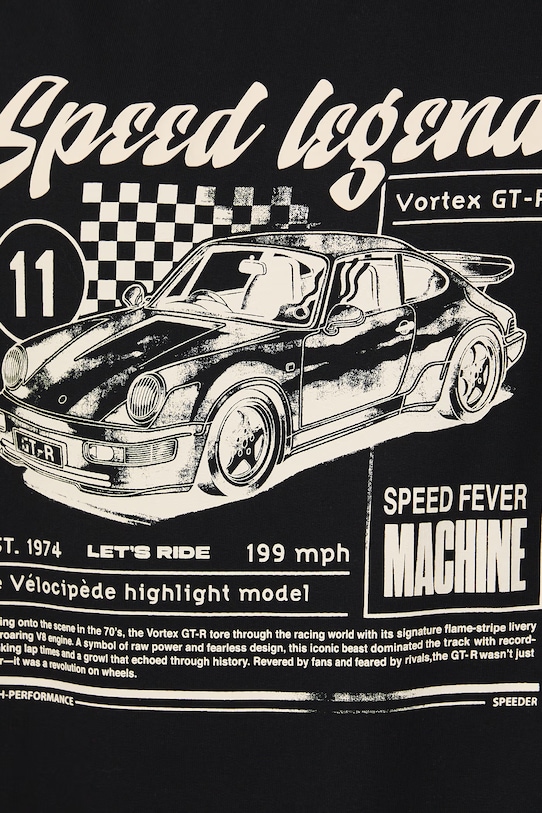 Speed legend
Vortex GT-R
11
GT-R
SPEED FEVER
MACHINE
ST. 1974 LET'S RIDE 199 mph
e Vélocipède highlight model
ing onto the scene in the 70's, the Vortex GT-R tore through the racing world with its signature flame-stripe livery
roaring V8 engine. A symbol of raw power and fearless design, this iconic beast dominated the track with record-
king lap times and a growl that echoed through history. Revered by fans and feared by rivals,the GT-R wasn't just
r—it was a revolution on wheels.
H-PERFORMANCE SPEEDER